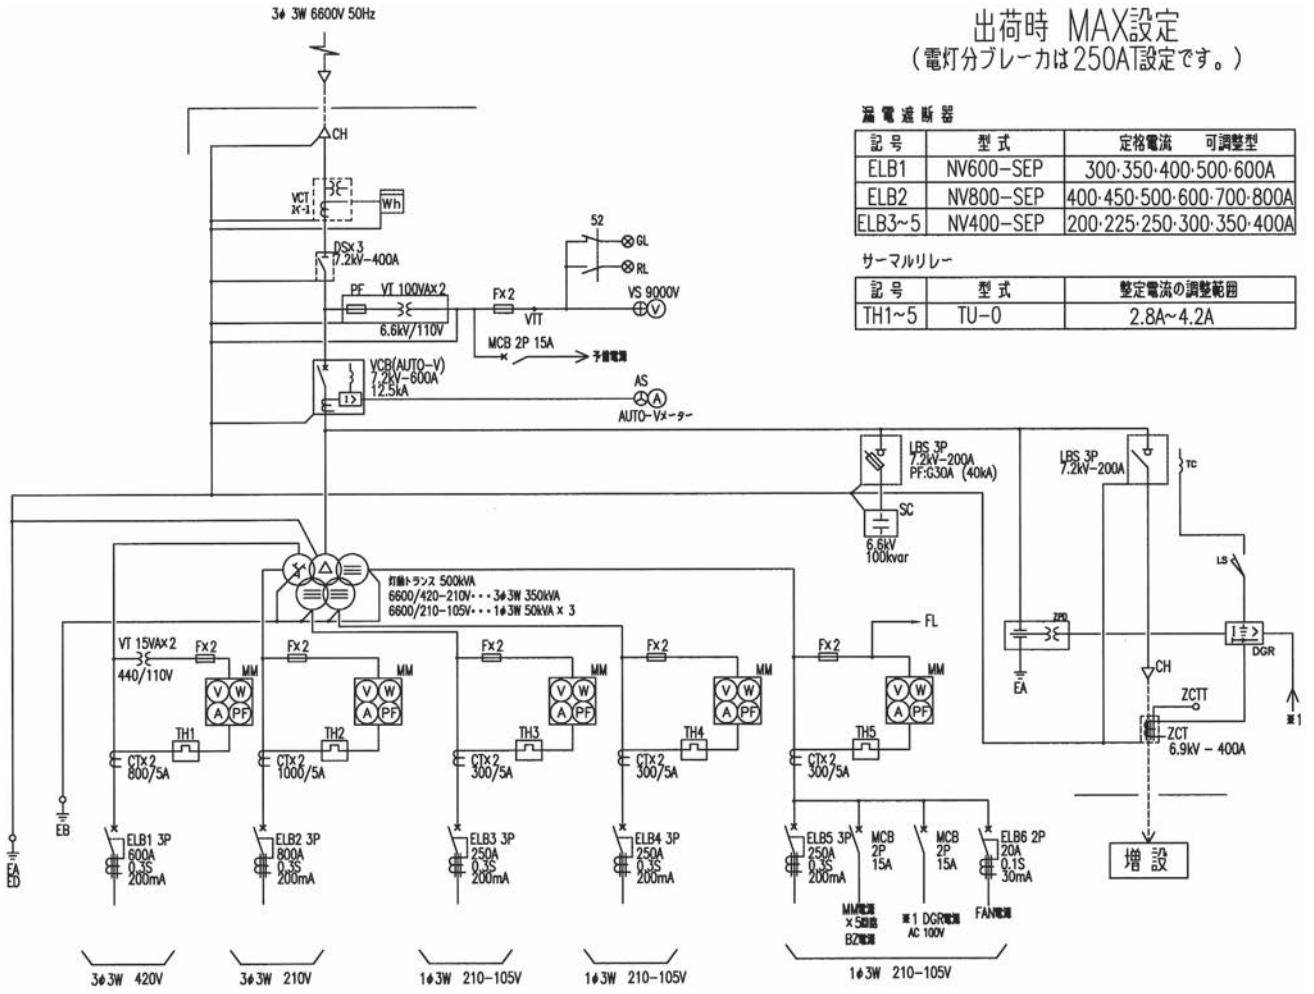 3φ 3W 6600V 50Hz
出荷時 MAX設定
(電灯分ブレーカは250AT設定です。)
漏電遮断器
記号 型式 定格電流 可調整型
ELB1 NV600-SEP 300・350・400・500・600A
ELB2 NV800-SEP 400・450・500・600・700・800A
ELB3~5 NV400-SEP 200・225・250・300・350・400A
サーマルリレー
記号 型式 整定電流の調整範囲
TH1~5 TU-0 2.8A~4.2A
CH
VCT
スペース
Wh
DS×3
7.2kV-400A
52
GL
RL
PF VT 100VA×2
6.6kV/110V
F×2
VTT
VS 9000V
V
MCB 2P 15A
予備電源
VCB(AUTO-V)
7.2kV-600A
12.5kA
I>
AS
A
AUTO-Vメーター
LBS 3P
7.2kV-200A
PF:G30A (40kA)
SC
6.6kV
100kvar
LBS 3P
7.2kV-200A
TC
LS
灯動トランス 500kVA
6600/420-210V・・・3φ3W 350kVA
6600/210-105V・・・1φ3W 50kVA × 3
FL
ZPD
EA
I≟>
DGR
※1
CH
ZCTT
ZCT
6.9kV - 400A
増設
VT 15VA×2
440/110V
F×2
MM
V W
A PF
TH1
CT×2
800/5A
F×2
MM
V W
A PF
TH2
CT×2
1000/5A
F×2
MM
V W
A PF
TH3
CT×2
300/5A
F×2
MM
V W
A PF
TH4
CT×2
300/5A
F×2
MM
V W
A PF
TH5
CT×2
300/5A
EB
EA
ED
ELB1 3P
600A
0.3S
200mA
ELB2 3P
800A
0.3S
200mA
ELB3 3P
250A
0.3S
200mA
ELB4 3P
250A
0.3S
200mA
ELB5 3P
250A
0.3S
200mA
MCB
2P
15A
MCB
2P
15A
ELB6 2P
20A
0.1S
30mA
MM電源
×5回路
BZ電源
※1 DGR電源
AC 100V
FAN電源
3φ3W 420V
3φ3W 210V
1φ3W 210-105V
1φ3W 210-105V
1φ3W 210-105V